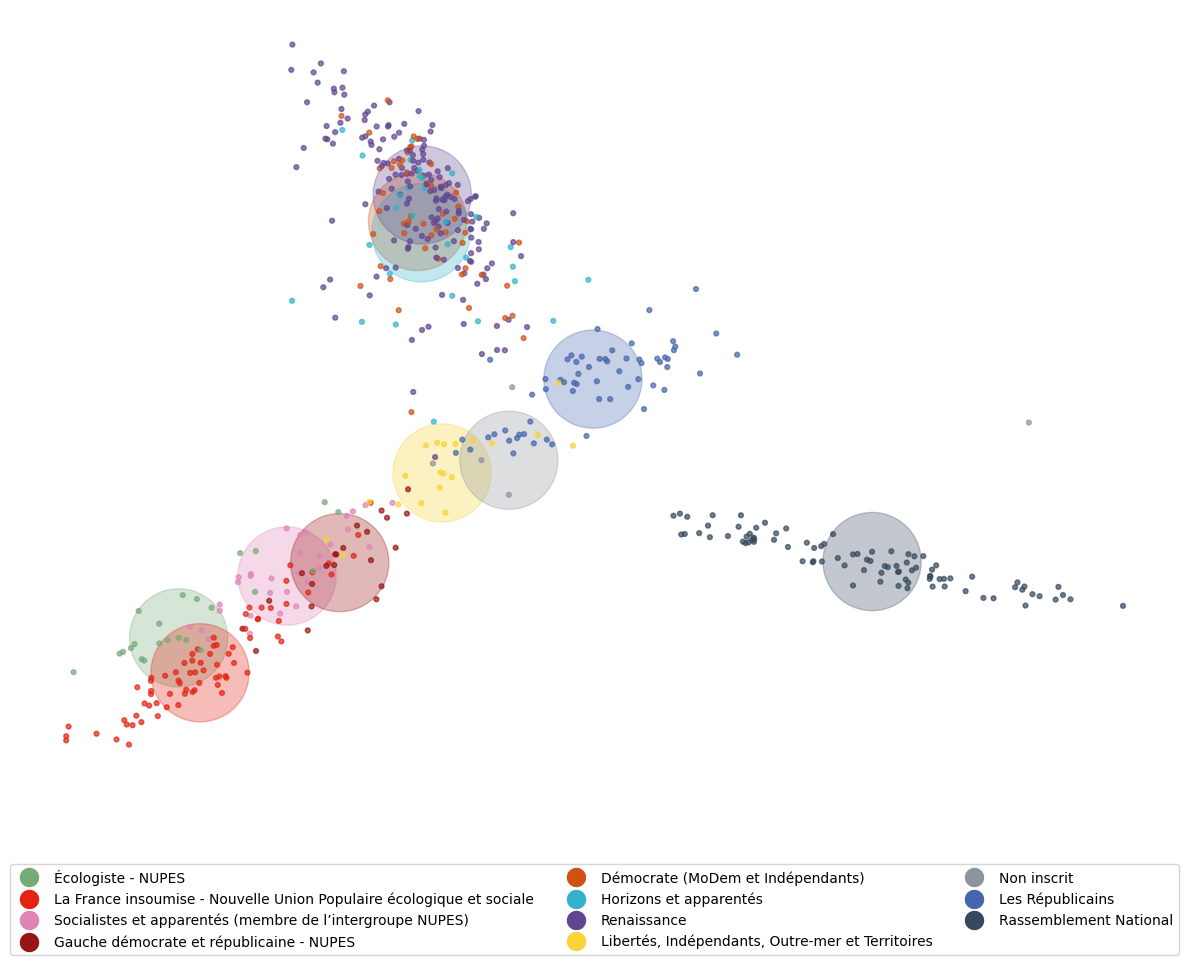 Écologiste - NUPES
La France insoumise - Nouvelle Union Populaire écologique et sociale
Socialistes et apparentés (membre de l’intergroupe NUPES)
Gauche démocrate et républicaine - NUPES
Démocrate (MoDem et Indépendants)
Horizons et apparentés
Renaissance
Libertés, Indépendants, Outre-mer et Territoires
Non inscrit
Les Républicains
Rassemblement National